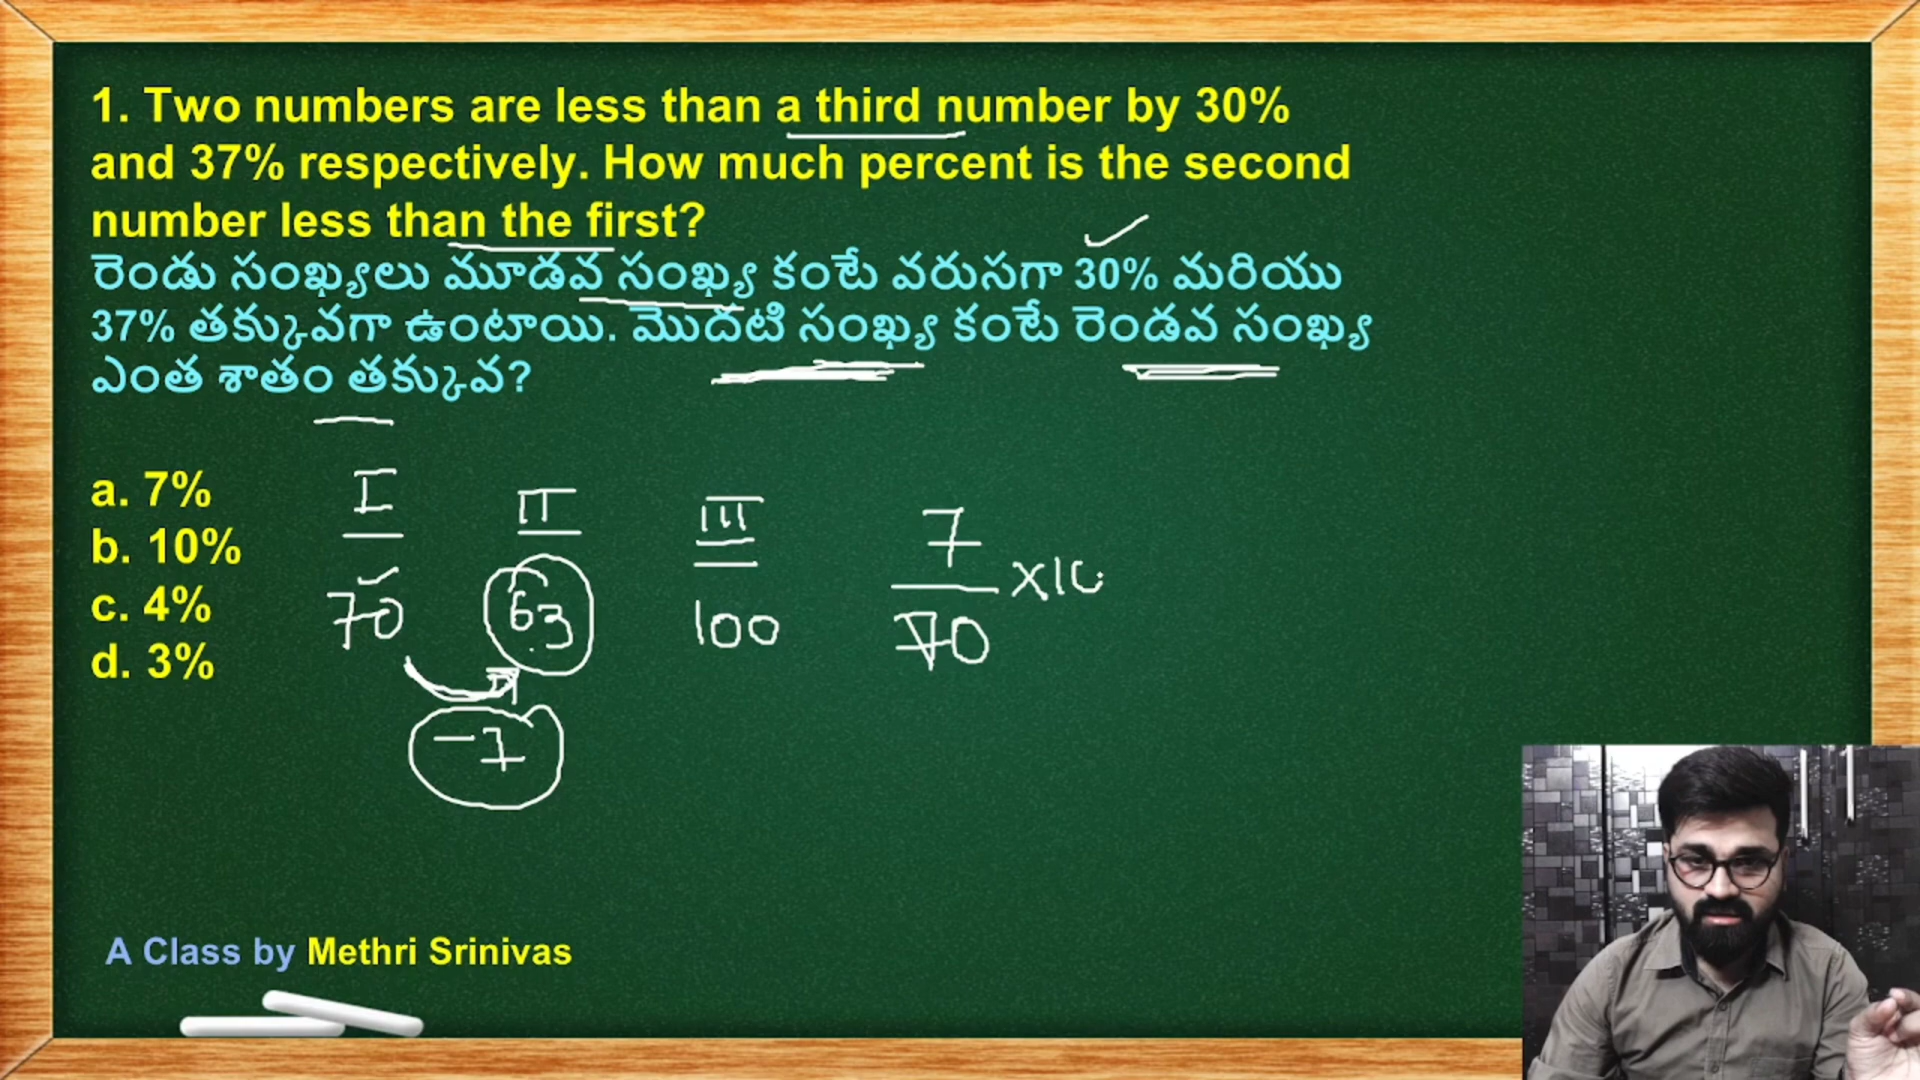 1. Two numbers are less than a third number by 30%
and 37% respectively. How much percent is the second
number less than the first?
రెండు సంఖ్యలు మూడవ సంఖ్య కంటే వరుసగా 30% మరియు
37% తక్కువగా ఉంటాయి. మొదటి సంఖ్య కంటే రెండవ సంఖ్య
ఎంత శాతం తక్కువ?
a. 7%
b. 10%
c. 4%
d. 3%
I II III
70 63 100
-7
7
70
×10
A Class by Methri Srinivas